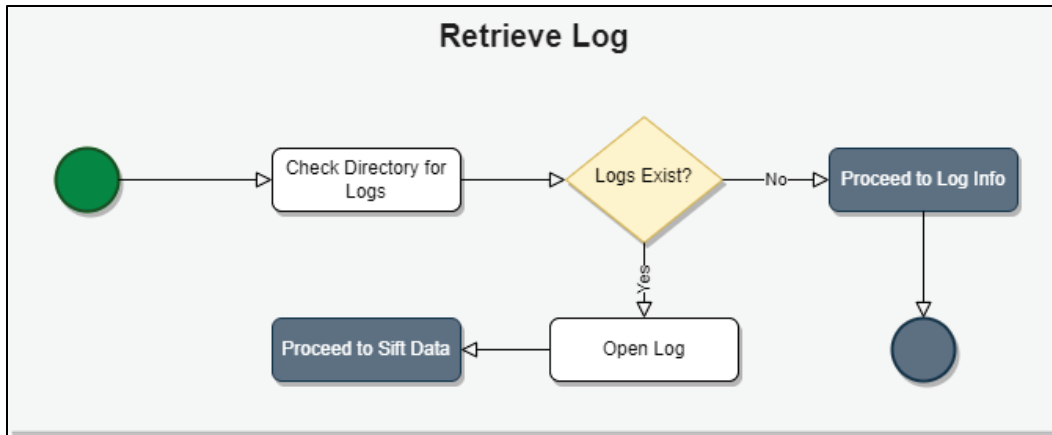 Retrieve Log
Check Directory for
Logs
Logs Exist?
No
Proceed to Log Info
Yes
Proceed to Sift Data
Open Log